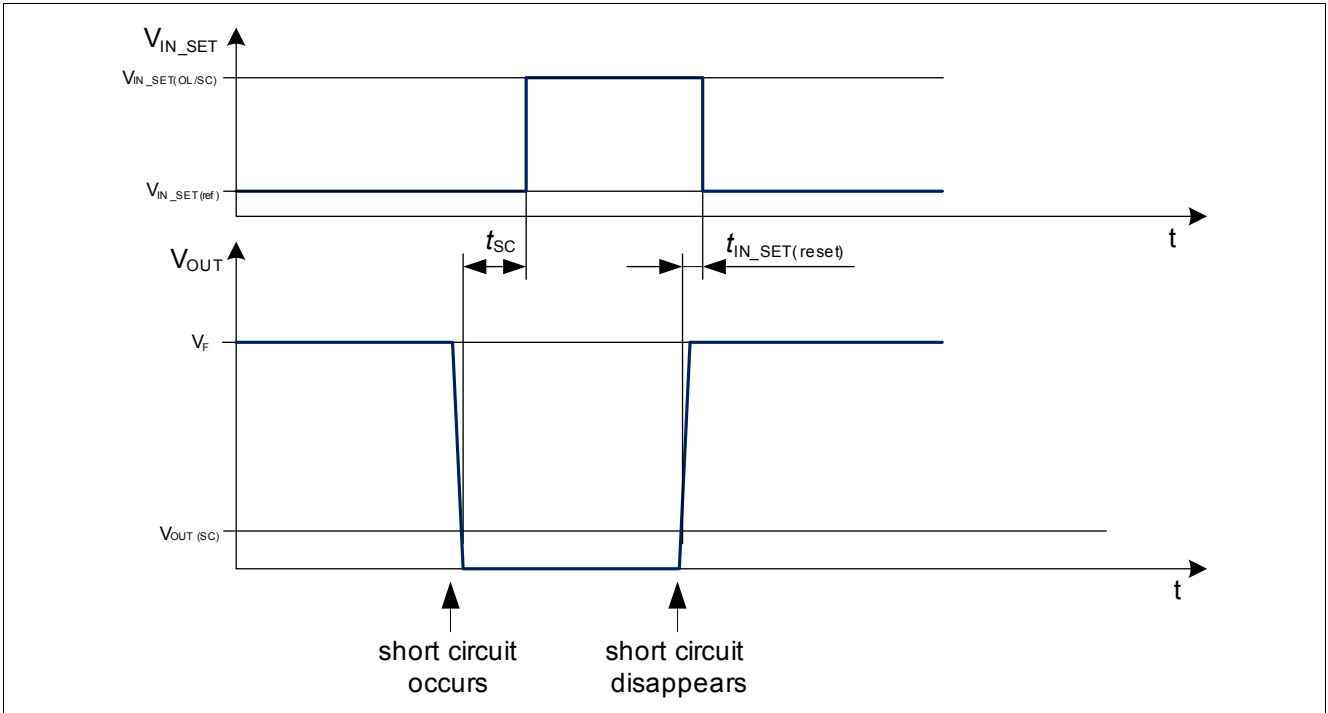 V_IN_SET
V_IN_SET(OL/SC)
V_IN_SET(ref)
t
t_SC
t_IN_SET(reset)
V_OUT
V_F
V_OUT(SC)
t
short circuit
occurs
short circuit
disappears